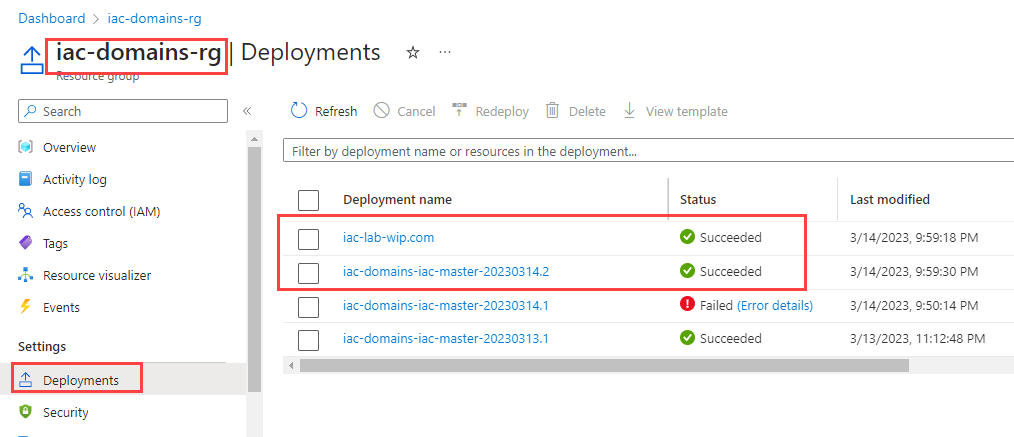 Dashboard > iac-domains-rg
iac-domains-rg | Deployments ☆ ...
Resource group
Search «
Overview
Activity log
Access control (IAM)
Tags
Resource visualizer
Events
Settings
Deployments
Security
Refresh Cancel Redeploy Delete View template
Filter by deployment name or resources in the deployment...
Deployment name Status Last modified
iac-lab-wip.com Succeeded 3/14/2023, 9:59:18 PM
iac-domains-iac-master-20230314.2 Succeeded 3/14/2023, 9:59:30 PM
iac-domains-iac-master-20230314.1 Failed (Error details) 3/14/2023, 9:50:14 PM
iac-domains-iac-master-20230313.1 Succeeded 3/13/2023, 11:12:48 PM